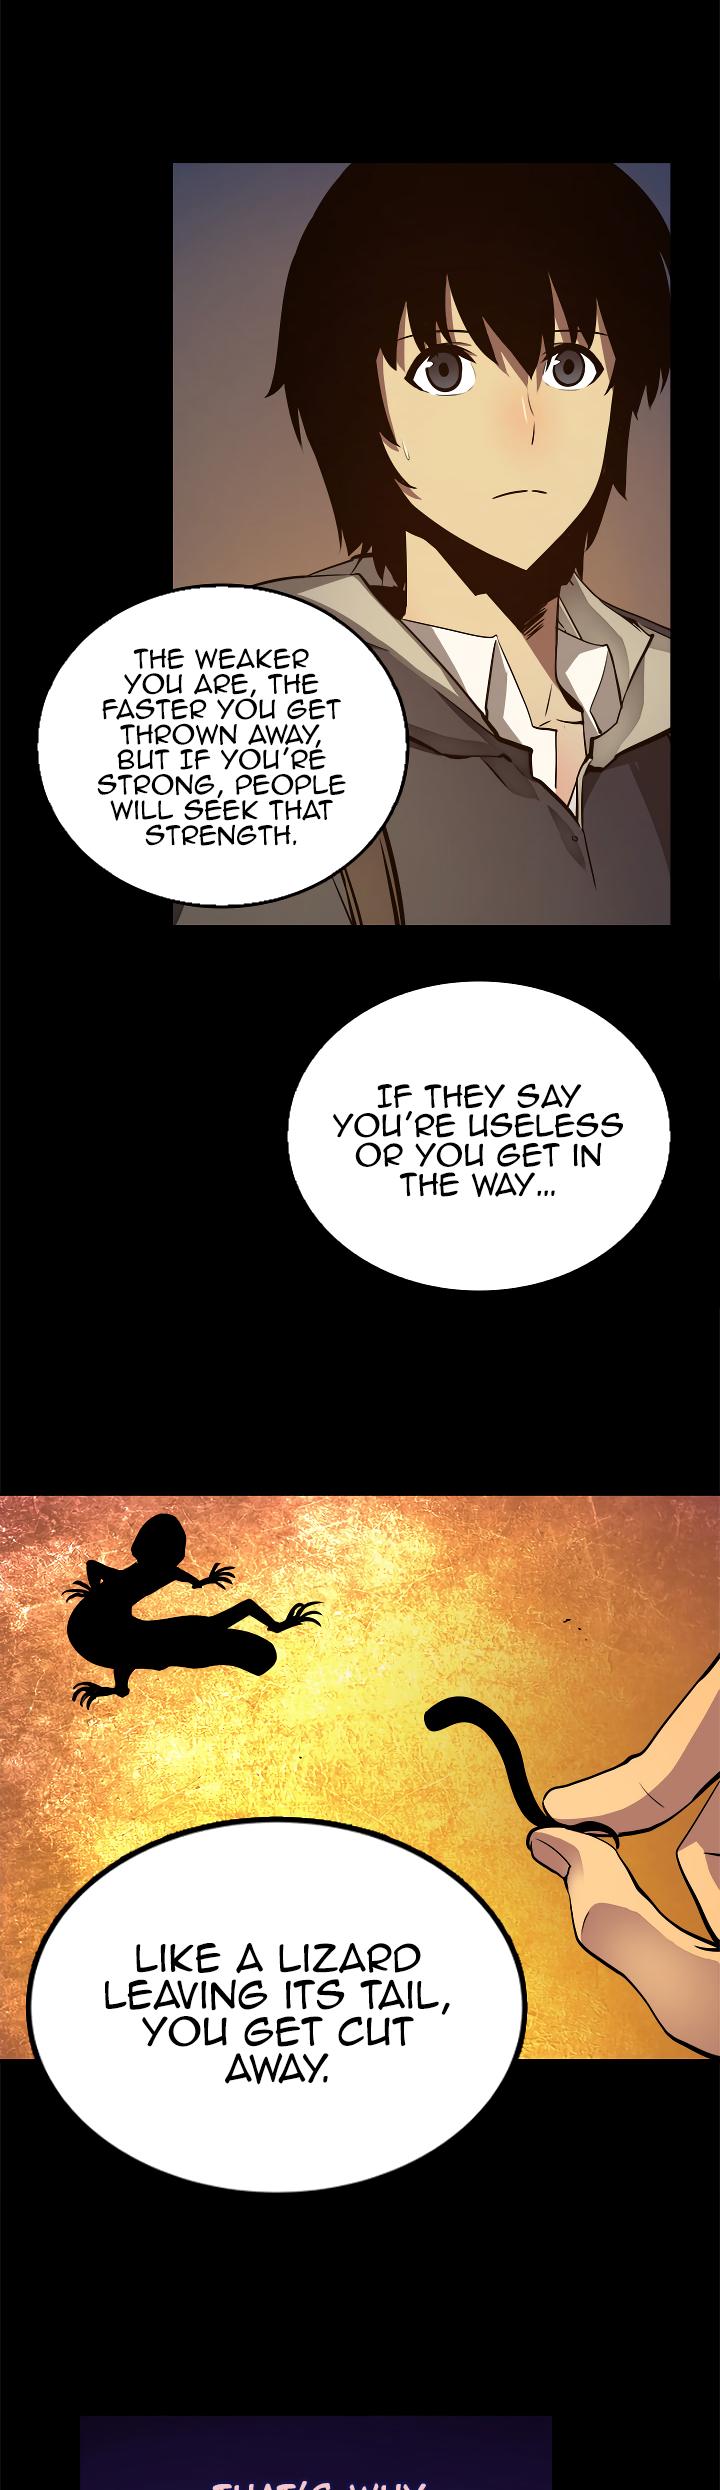 THE WEAKER
YOU ARE, THE
FASTER YOU GET
THROWN AWAY,
BUT IF YOU'RE
STRONG, PEOPLE
WILL SEEK THAT
STRENGTH.
IF THEY SAY
YOU'RE USELESS
OR YOU GET IN
THE WAY...
LIKE A LIZARD
LEAVING ITS TAIL,
YOU GET CUT
AWAY.
THAT'S WHY